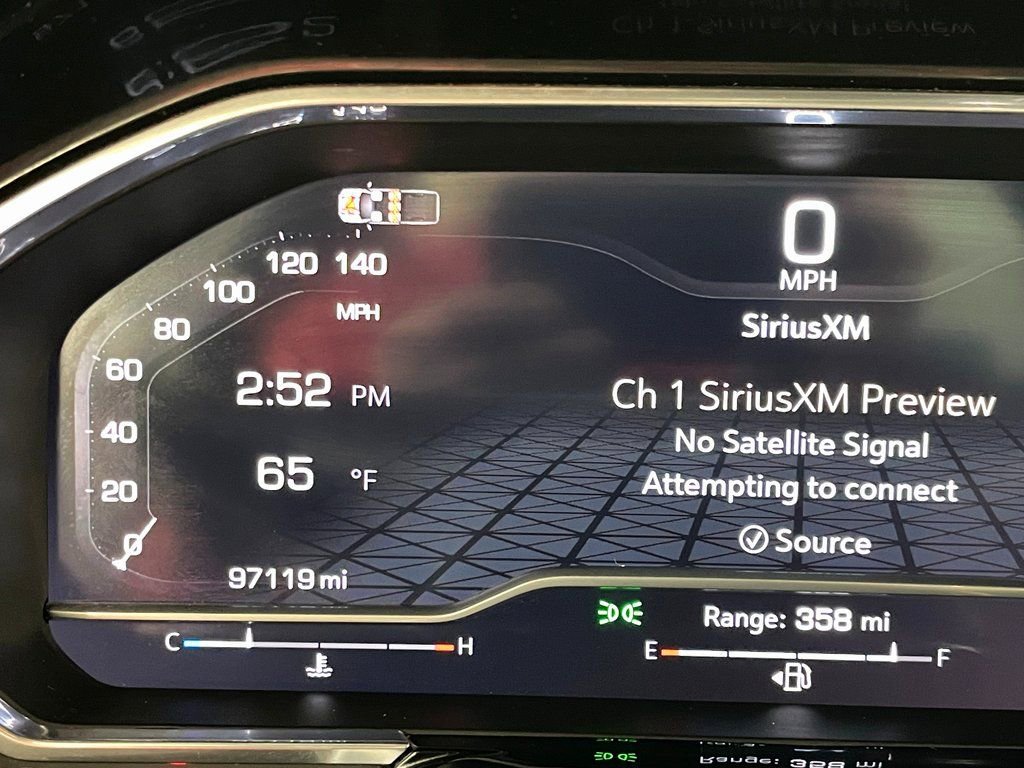 0
MPH
120 140
100
MPH
80
60
40
20
0
2:52 PM
65 °F
97119 mi
SiriusXM
Ch 1 SiriusXM Preview
No Satellite Signal
Attempting to connect
Source
Range: 358 mi
C H
E F